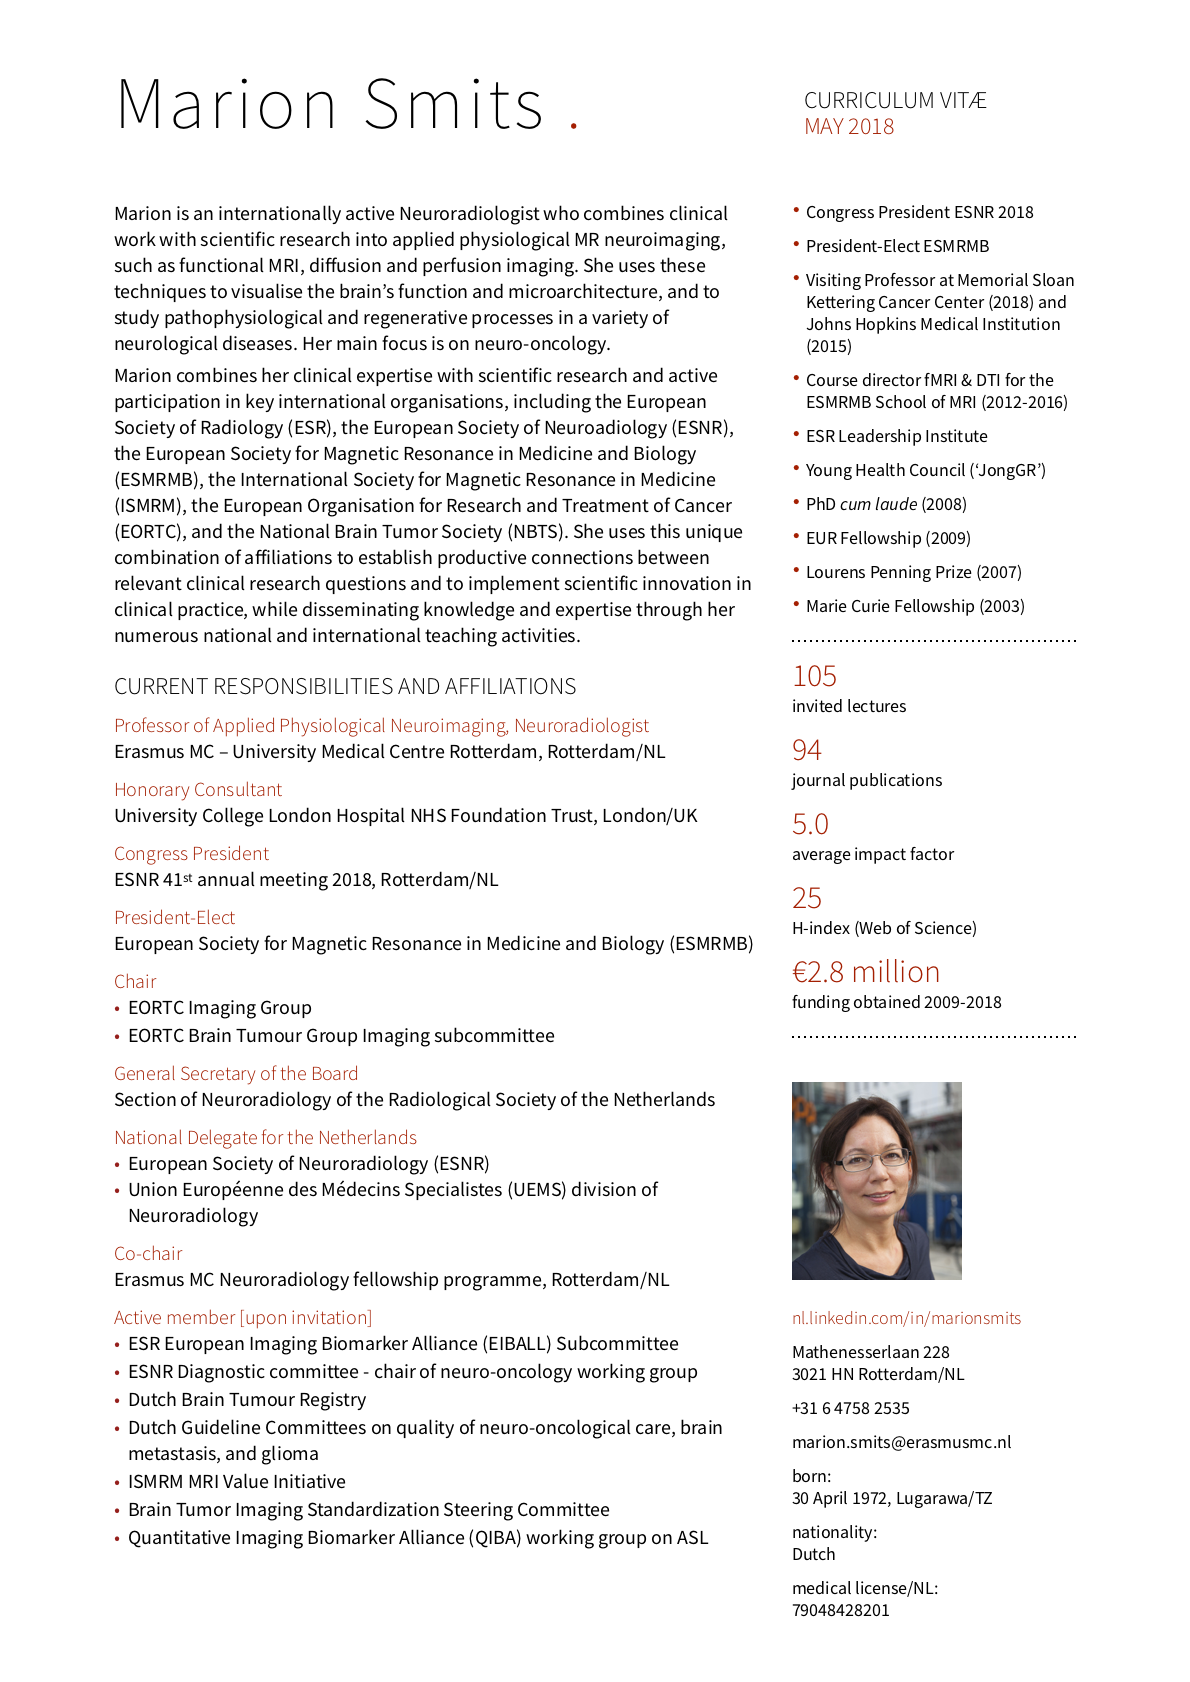 Marion Smits .
CURRICULUM VITÆ
MAY 2018
Marion is an internationally active Neuroradiologist who combines clinical
work with scientific research into applied physiological MR neuroimaging,
such as functional MRI, diffusion and perfusion imaging. She uses these
techniques to visualise the brain’s function and microarchitecture, and to
study pathophysiological and regenerative processes in a variety of
neurological diseases. Her main focus is on neuro-oncology.
Marion combines her clinical expertise with scientific research and active
participation in key international organisations, including the European
Society of Radiology (ESR), the European Society of Neuroadiology (ESNR),
the European Society for Magnetic Resonance in Medicine and Biology
(ESMRMB), the International Society for Magnetic Resonance in Medicine
(ISMRM), the European Organisation for Research and Treatment of Cancer
(EORTC), and the National Brain Tumor Society (NBTS). She uses this unique
combination of affiliations to establish productive connections between
relevant clinical research questions and to implement scientific innovation in
clinical practice, while disseminating knowledge and expertise through her
numerous national and international teaching activities.
CURRENT RESPONSIBILITIES AND AFFILIATIONS
Professor of Applied Physiological Neuroimaging, Neuroradiologist
Erasmus MC – University Medical Centre Rotterdam, Rotterdam/NL
Honorary Consultant
University College London Hospital NHS Foundation Trust, London/UK
Congress President
ESNR 41st annual meeting 2018, Rotterdam/NL
President-Elect
European Society for Magnetic Resonance in Medicine and Biology (ESMRMB)
Chair
• EORTC Imaging Group
• EORTC Brain Tumour Group Imaging subcommittee
General Secretary of the Board
Section of Neuroradiology of the Radiological Society of the Netherlands
National Delegate for the Netherlands
• European Society of Neuroradiology (ESNR)
• Union Européenne des Médecins Specialistes (UEMS) division of
Neuroradiology
Co-chair
Erasmus MC Neuroradiology fellowship programme, Rotterdam/NL
Active member [upon invitation]
• ESR European Imaging Biomarker Alliance (EIBALL) Subcommittee
• ESNR Diagnostic committee - chair of neuro-oncology working group
• Dutch Brain Tumour Registry
• Dutch Guideline Committees on quality of neuro-oncological care, brain
metastasis, and glioma
• ISMRM MRI Value Initiative
• Brain Tumor Imaging Standardization Steering Committee
• Quantitative Imaging Biomarker Alliance (QIBA) working group on ASL
• Congress President ESNR 2018
• President-Elect ESMRMB
• Visiting Professor at Memorial Sloan
Kettering Cancer Center (2018) and
Johns Hopkins Medical Institution
(2015)
• Course director fMRI & DTI for the
ESMRMB School of MRI (2012-2016)
• ESR Leadership Institute
• Young Health Council (‘JongGR’)
• PhD cum laude (2008)
• EUR Fellowship (2009)
• Lourens Penning Prize (2007)
• Marie Curie Fellowship (2003)
105
invited lectures
94
journal publications
5.0
average impact factor
25
H-index (Web of Science)
€2.8 million
funding obtained 2009-2018
nl.linkedin.com/in/marionsmits
Mathenesserlaan 228
3021 HN Rotterdam/NL
+31 6 4758 2535
marion.smits@erasmusmc.nl
born:
30 April 1972, Lugarawa/TZ
nationality:
Dutch
medical license/NL:
79048428201